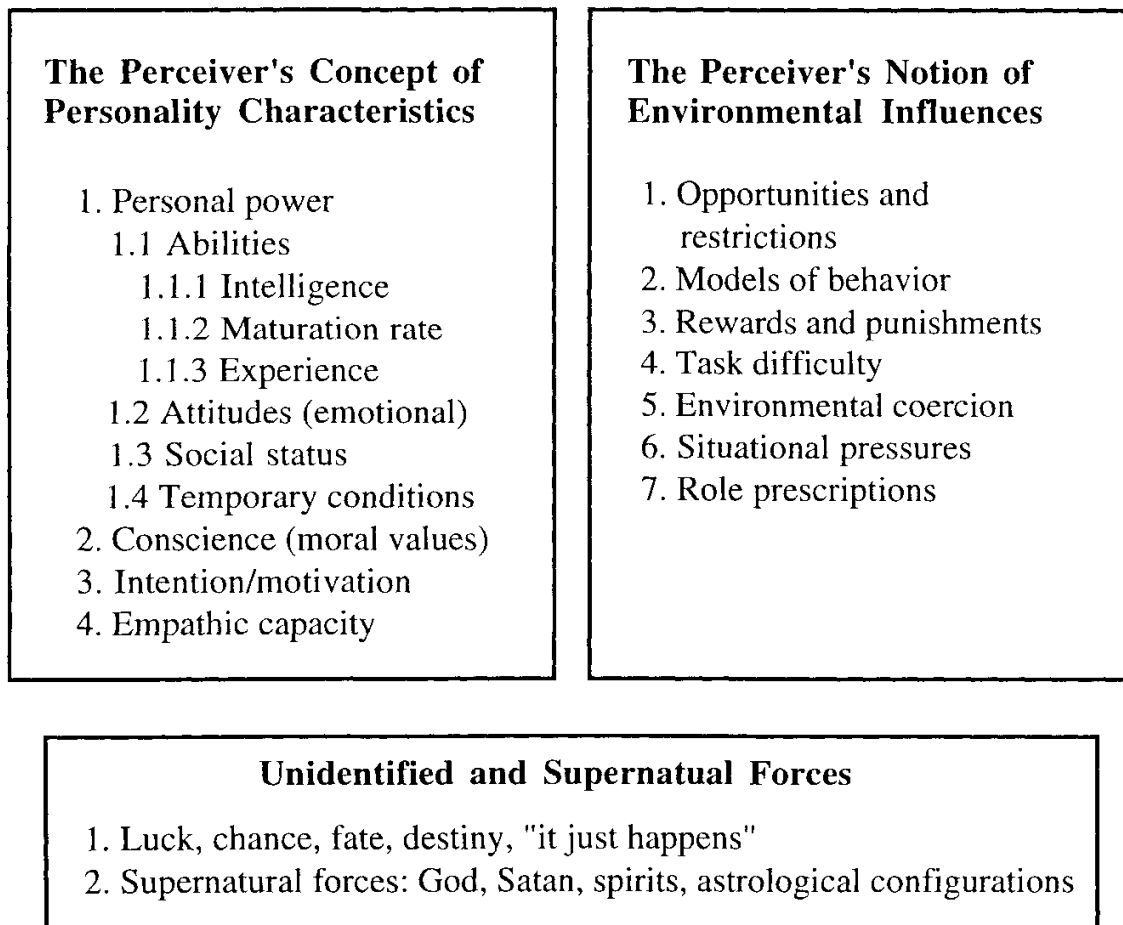 The Perceiver's Concept of
Personality Characteristics
1. Personal power
1.1 Abilities
1.1.1 Intelligence
1.1.2 Maturation rate
1.1.3 Experience
1.2 Attitudes (emotional)
1.3 Social status
1.4 Temporary conditions
2. Conscience (moral values)
3. Intention/motivation
4. Empathic capacity
The Perceiver's Notion of
Environmental Influences
1. Opportunities and
restrictions
2. Models of behavior
3. Rewards and punishments
4. Task difficulty
5. Environmental coercion
6. Situational pressures
7. Role prescriptions
Unidentified and Supernatual Forces
1. Luck, chance, fate, destiny, "it just happens"
2. Supernatural forces: God, Satan, spirits, astrological configurations